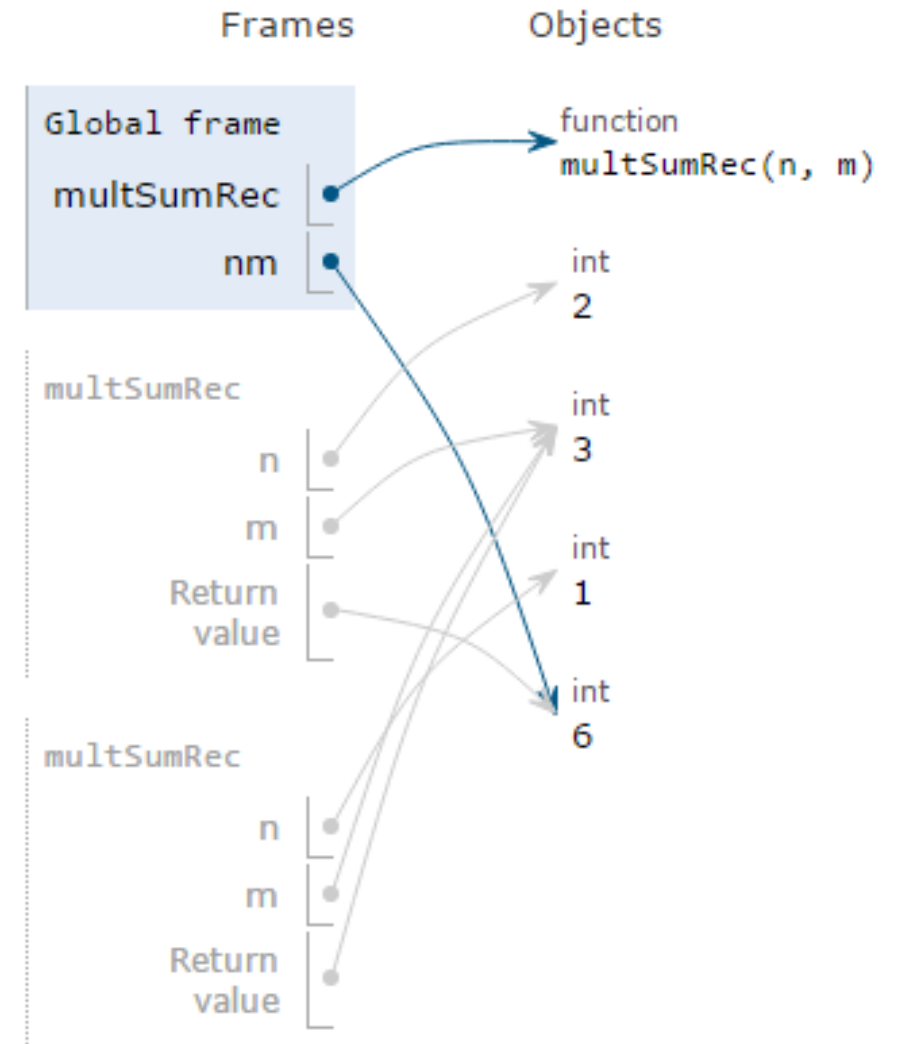 Frames Objects
Global frame
multSumRec
nm
function
multSumRec(n, m)
int
2
int
3
int
1
int
6
multSumRec
n
m
Return
value
multSumRec
n
m
Return
value